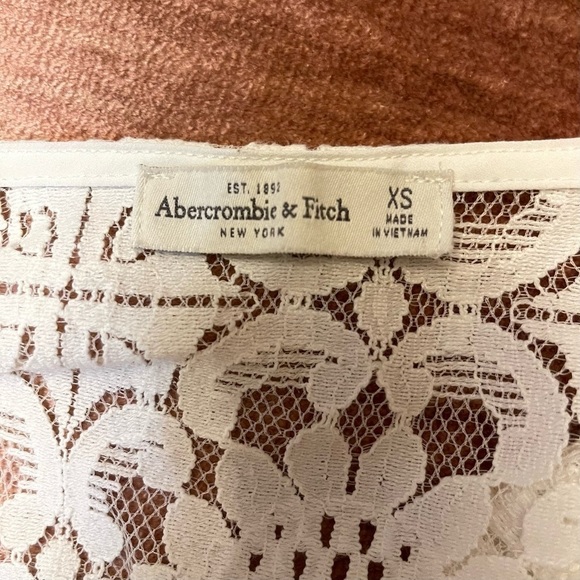 EST. 1892
Abercrombie & Fitch
NEW YORK
XS
MADE
IN VIETNAM